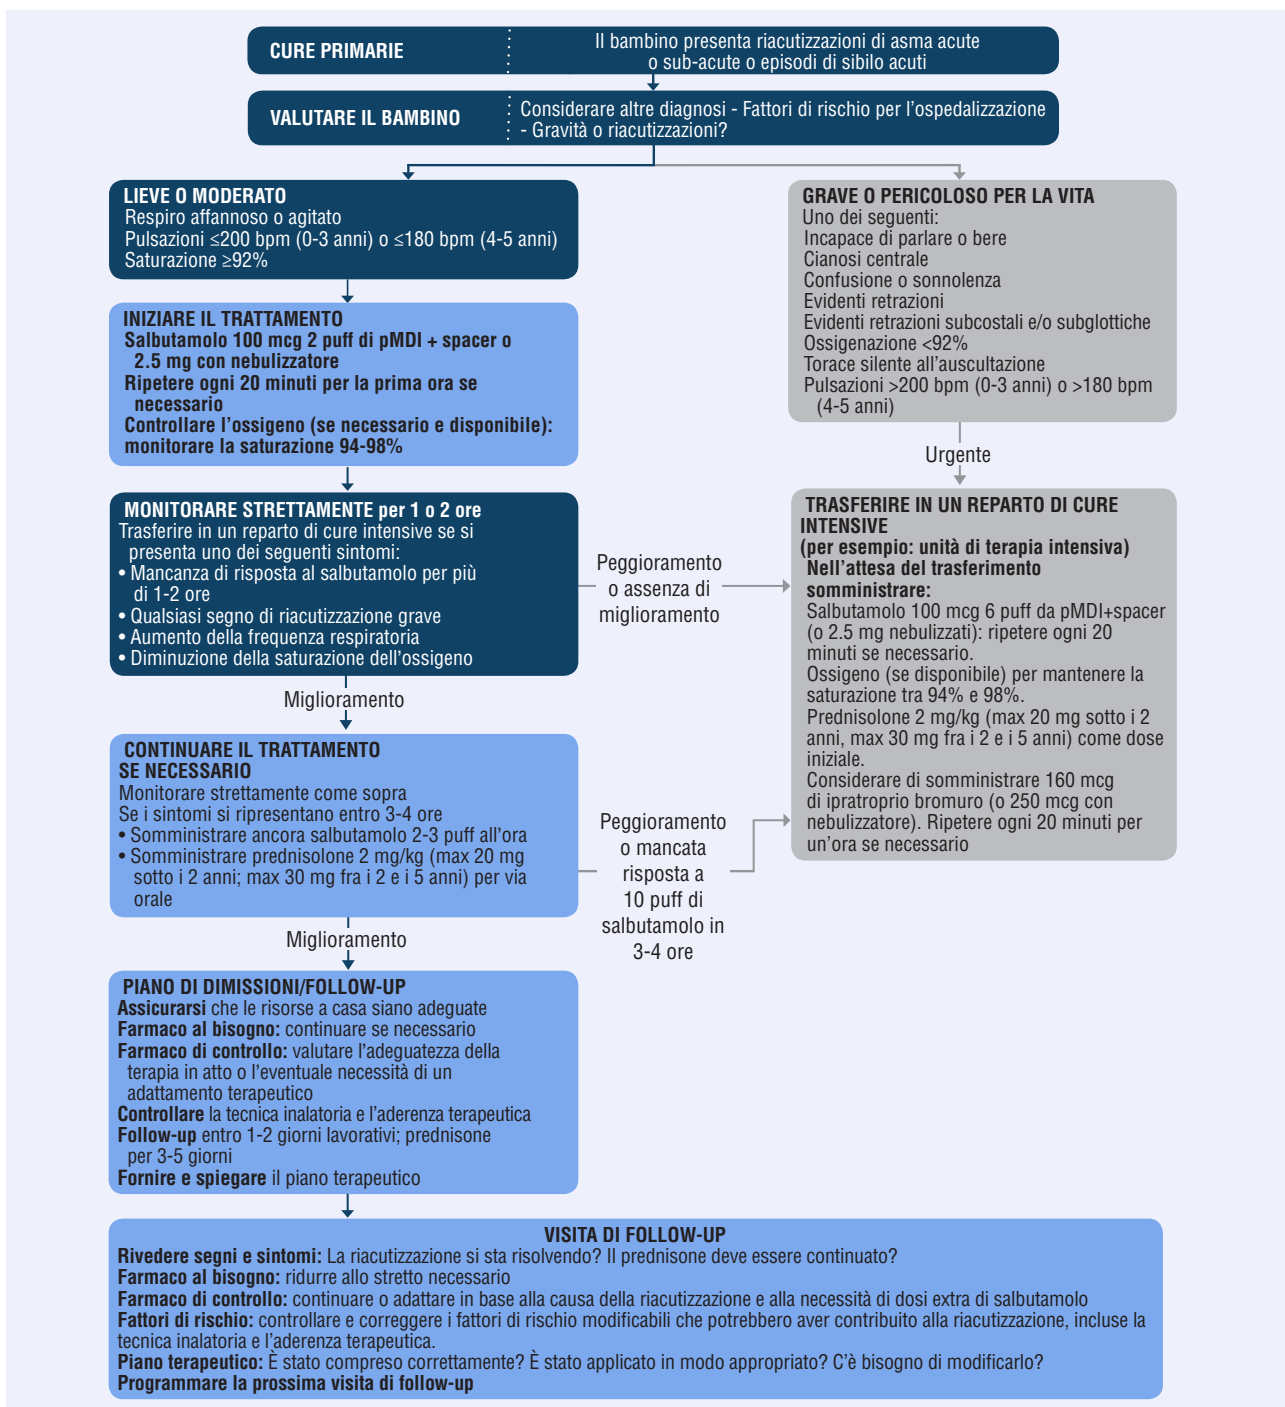 CURE PRIMARIE
Il bambino presenta riacutizzazioni di asma acute
o sub-acute o episodi di sibilo acuti
VALUTARE IL BAMBINO
Considerare altre diagnosi - Fattori di rischio per l'ospedalizzazione
- Gravità o riacutizzazioni?
LIEVE O MODERATO
Respiro affannoso o agitato
Pulsazioni ≤200 bpm (0-3 anni) o ≤180 bpm (4-5 anni)
Saturazione ≥92%
GRAVE O PERICOLOSO PER LA VITA
Uno dei seguenti:
Incapace di parlare o bere
Cianosi centrale
Confusione o sonnolenza
Evidenti retrazioni
Evidenti retrazioni subcostali e/o subglottiche
Ossigenazione <92%
Torace silente all'auscultazione
Pulsazioni >200 bpm (0-3 anni) o >180 bpm
(4-5 anni)
INIZIARE IL TRATTAMENTO
Salbutamolo 100 mcg 2 puff di pMDI + spacer o
2.5 mg con nebulizzatore
Ripetere ogni 20 minuti per la prima ora se
necessario
Controllare l'ossigeno (se necessario e disponibile):
monitorare la saturazione 94-98%
Urgente
MONITORARE STRETTAMENTE per 1 o 2 ore
Trasferire in un reparto di cure intensive se si
presenta uno dei seguenti sintomi:
• Mancanza di risposta al salbutamolo per più
di 1-2 ore
• Qualsiasi segno di riacutizzazione grave
• Aumento della frequenza respiratoria
• Diminuzione della saturazione dell'ossigeno
Peggioramento
o assenza di
miglioramento
TRASFERIRE IN UN REPARTO DI CURE
INTENSIVE
(per esempio: unità di terapia intensiva)
Nell'attesa del trasferimento
somministrare:
Salbutamolo 100 mcg 6 puff da pMDI+spacer
(o 2.5 mg nebulizzati): ripetere ogni 20
minuti se necessario.
Ossigeno (se disponibile) per mantenere la
saturazione tra 94% e 98%.
Prednisolone 2 mg/kg (max 20 mg sotto i 2
anni, max 30 mg fra i 2 e i 5 anni) come dose
iniziale.
Considerare di somministrare 160 mcg
di ipratroprio bromuro (o 250 mcg con
nebulizzatore). Ripetere ogni 20 minuti per
un'ora se necessario
Miglioramento
CONTINUARE IL TRATTAMENTO
SE NECESSARIO
Monitorare strettamente come sopra
Se i sintomi si ripresentano entro 3-4 ore
• Somministrare ancora salbutamolo 2-3 puff all'ora
• Somministrare prednisolone 2 mg/kg (max 20 mg
sotto i 2 anni; max 30 mg fra i 2 e i 5 anni) per via
orale
Peggioramento
o mancata
risposta a
10 puff di
salbutamolo in
3-4 ore
Miglioramento
PIANO DI DIMISSIONI/FOLLOW-UP
Assicurarsi che le risorse a casa siano adeguate
Farmaco al bisogno: continuare se necessario
Farmaco di controllo: valutare l'adeguatezza della
terapia in atto o l'eventuale necessità di un
adattamento terapeutico
Controllare la tecnica inalatoria e l'aderenza terapeutica
Follow-up entro 1-2 giorni lavorativi; prednisone
per 3-5 giorni
Fornire e spiegare il piano terapeutico
VISITA DI FOLLOW-UP
Rivedere segni e sintomi: La riacutizzazione si sta risolvendo? Il prednisone deve essere continuato?
Farmaco al bisogno: ridurre allo stretto necessario
Farmaco di controllo: continuare o adattare in base alla causa della riacutizzazione e alla necessità di dosi extra di salbutamolo
Fattori di rischio: controllare e correggere i fattori di rischio modificabili che potrebbero aver contribuito alla riacutizzazione, incluse la
tecnica inalatoria e l'aderenza terapeutica.
Piano terapeutico: È stato compreso correttamente? È stato applicato in modo appropriato? C'è bisogno di modificarlo?
Programmare la prossima visita di follow-up